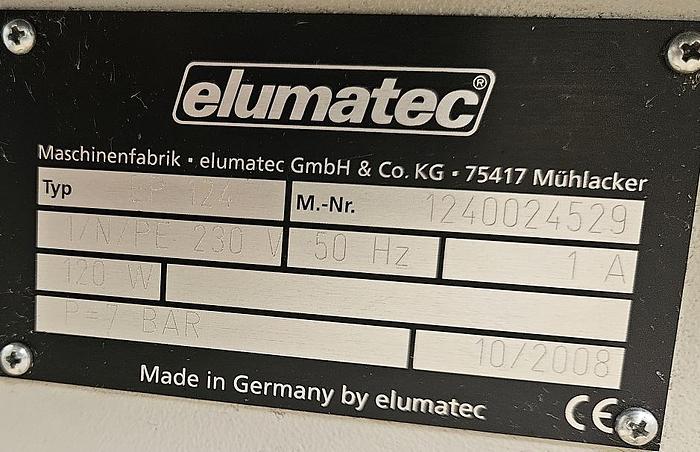 elumatec®
Maschinenfabrik · elumatec GmbH & Co. KG · 75417 Mühlacker
Typ EP 124 M.-Nr. 1240024529
1/N/PE 230 V 50 Hz 1 A
120 W
P=7 BAR 10/2008
Made in Germany by elumatec CE